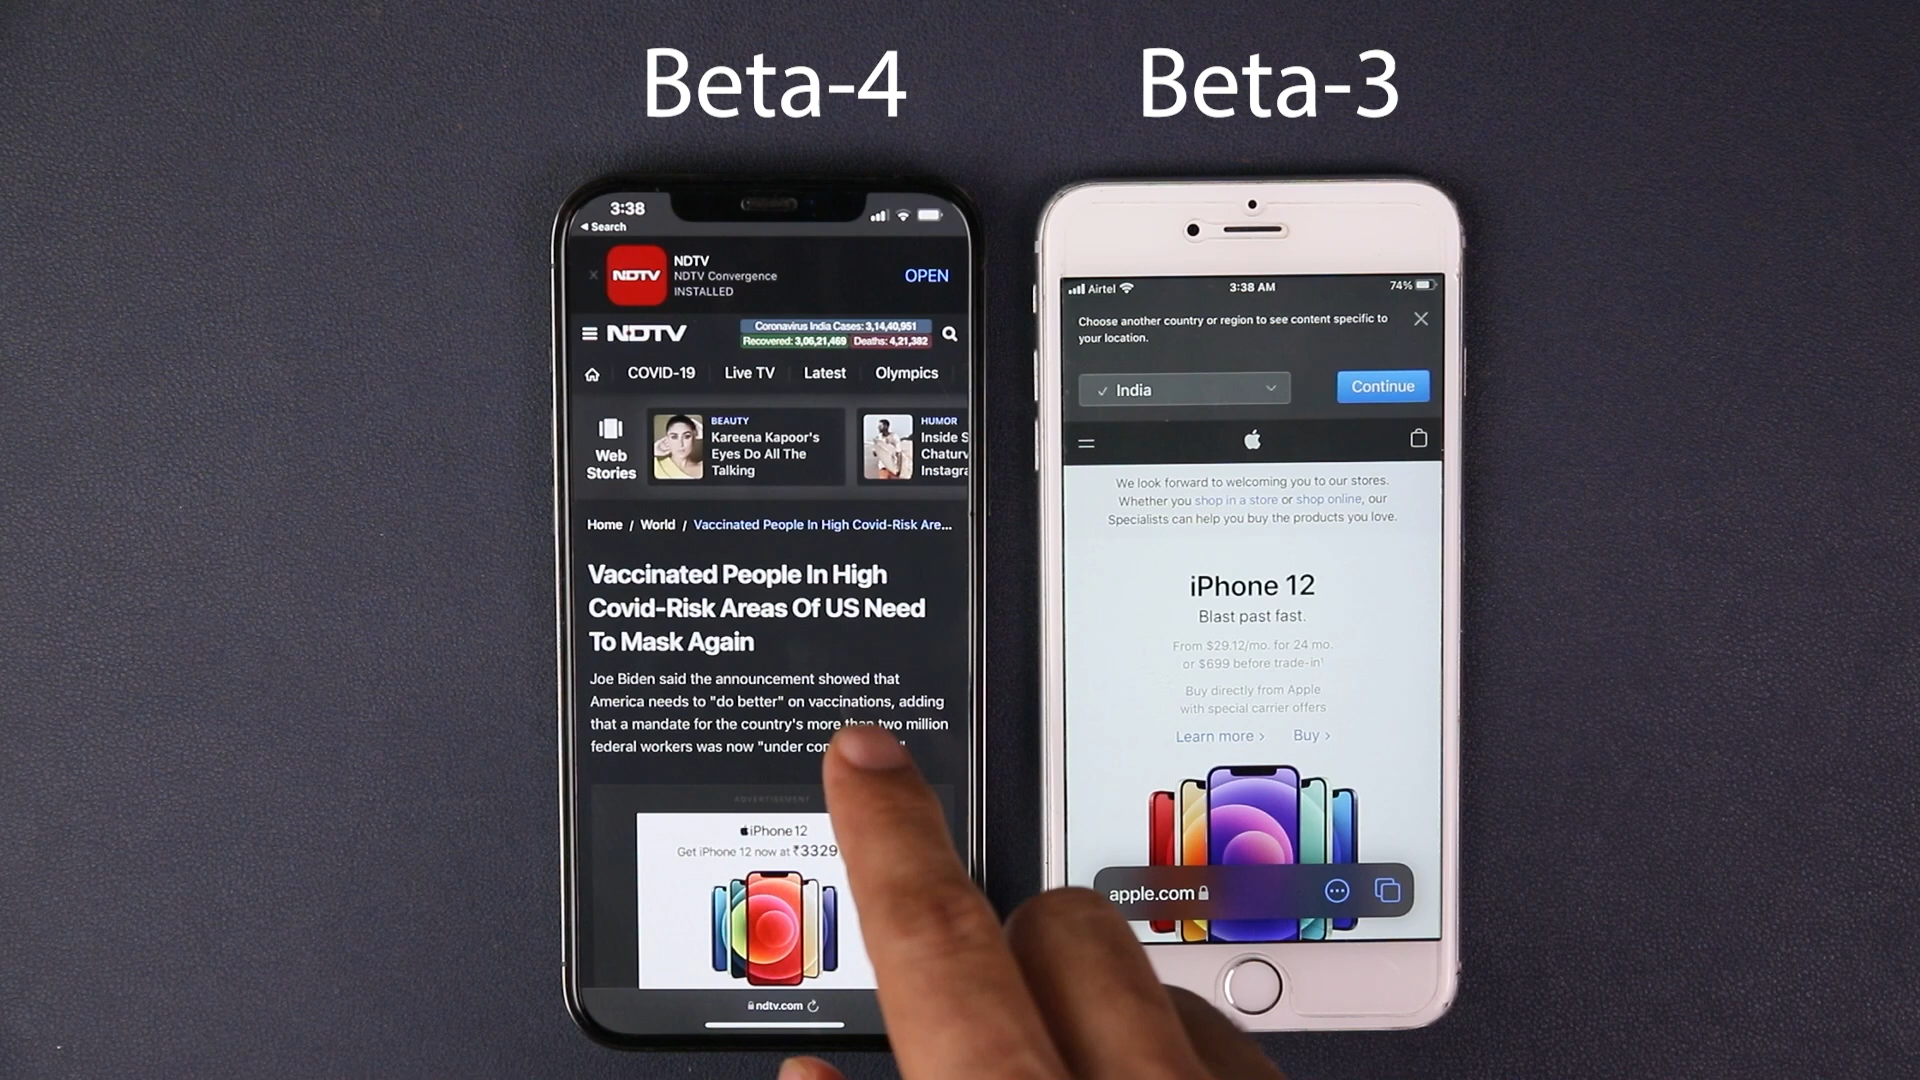 Beta-4
Beta-3
3:38
Search
NDTV
NDTV
NDTV Convergence
INSTALLED
OPEN
NDTV
Coronavirus India Cases: 3,14,40,951
Recovered: 3,06,21,469 Deaths: 4,21,382
COVID-19 Live TV Latest Olympics
Web
Stories
BEAUTY
Kareena Kapoor's
Eyes Do All The
Talking
HUMOR
Inside S
Chaturv
Instagra
Home / World / Vaccinated People In High Covid-Risk Are...
Vaccinated People In High
Covid-Risk Areas Of US Need
To Mask Again
Joe Biden said the announcement showed that
America needs to "do better" on vaccinations, adding
that a mandate for the country's more than two million
federal workers was now "under con
ADVERTISEMENT
iPhone 12
Get iPhone 12 now at ₹3329
ndtv.com
Airtel
3:38 AM
74%
Choose another country or region to see content specific to
your location.
India
Continue
We look forward to welcoming you to our stores.
Whether you shop in a store or shop online, our
Specialists can help you buy the products you love.
iPhone 12
Blast past fast.
From $29.12/mo. for 24 mo.
or $699 before trade-in¹
Buy directly from Apple
with special carrier offers
Learn more > Buy >
apple.com